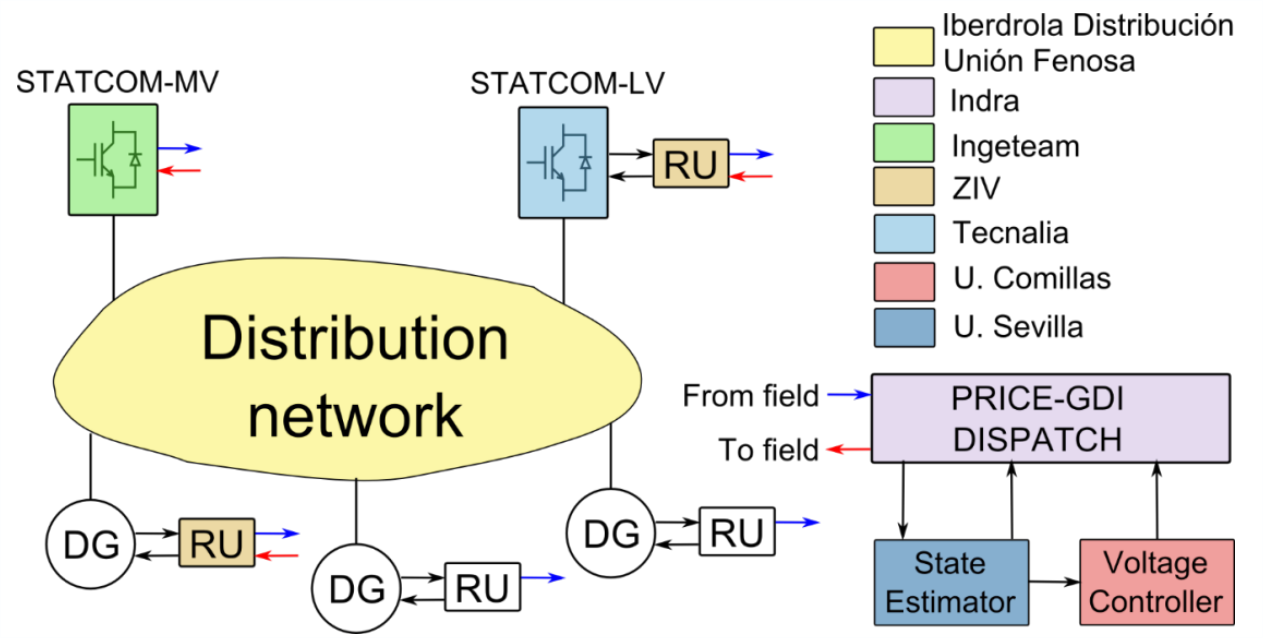 STATCOM-MV
STATCOM-LV
RU
Distribution
network
DG
RU
DG
RU
DG
RU
Iberdrola Distribución
Unión Fenosa
Indra
Ingeteam
ZIV
Tecnalia
U. Comillas
U. Sevilla
From field
To field
PRICE-GDI
DISPATCH
State
Estimator
Voltage
Controller